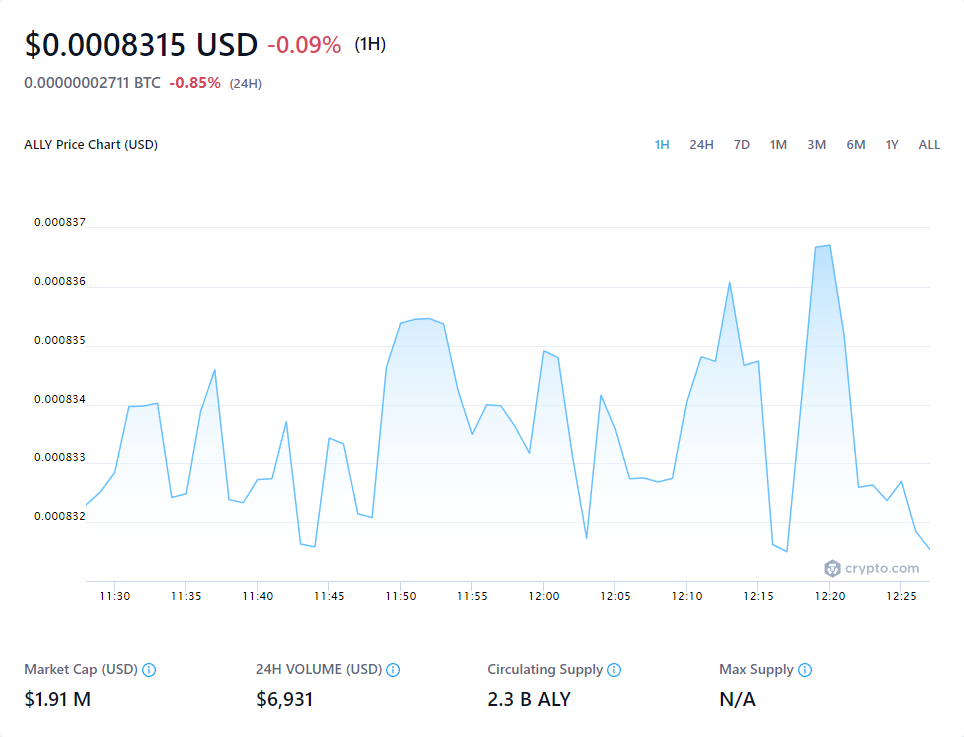 $0.0008315 USD -0.09% (1H)
0.00000002711 BTC -0.85% (24H)
ALLY Price Chart (USD) 1H 24H 7D 1M 3M 6M 1Y ALL
0.000837
0.000836
0.000835
0.000834
0.000833
0.000832
crypto.com
11:30 11:35 11:40 11:45 11:50 11:55 12:00 12:05 12:10 12:15 12:20 12:25
Market Cap (USD) 24H VOLUME (USD) Circulating Supply Max Supply
$1.91 M $6,931 2.3 B ALY N/A